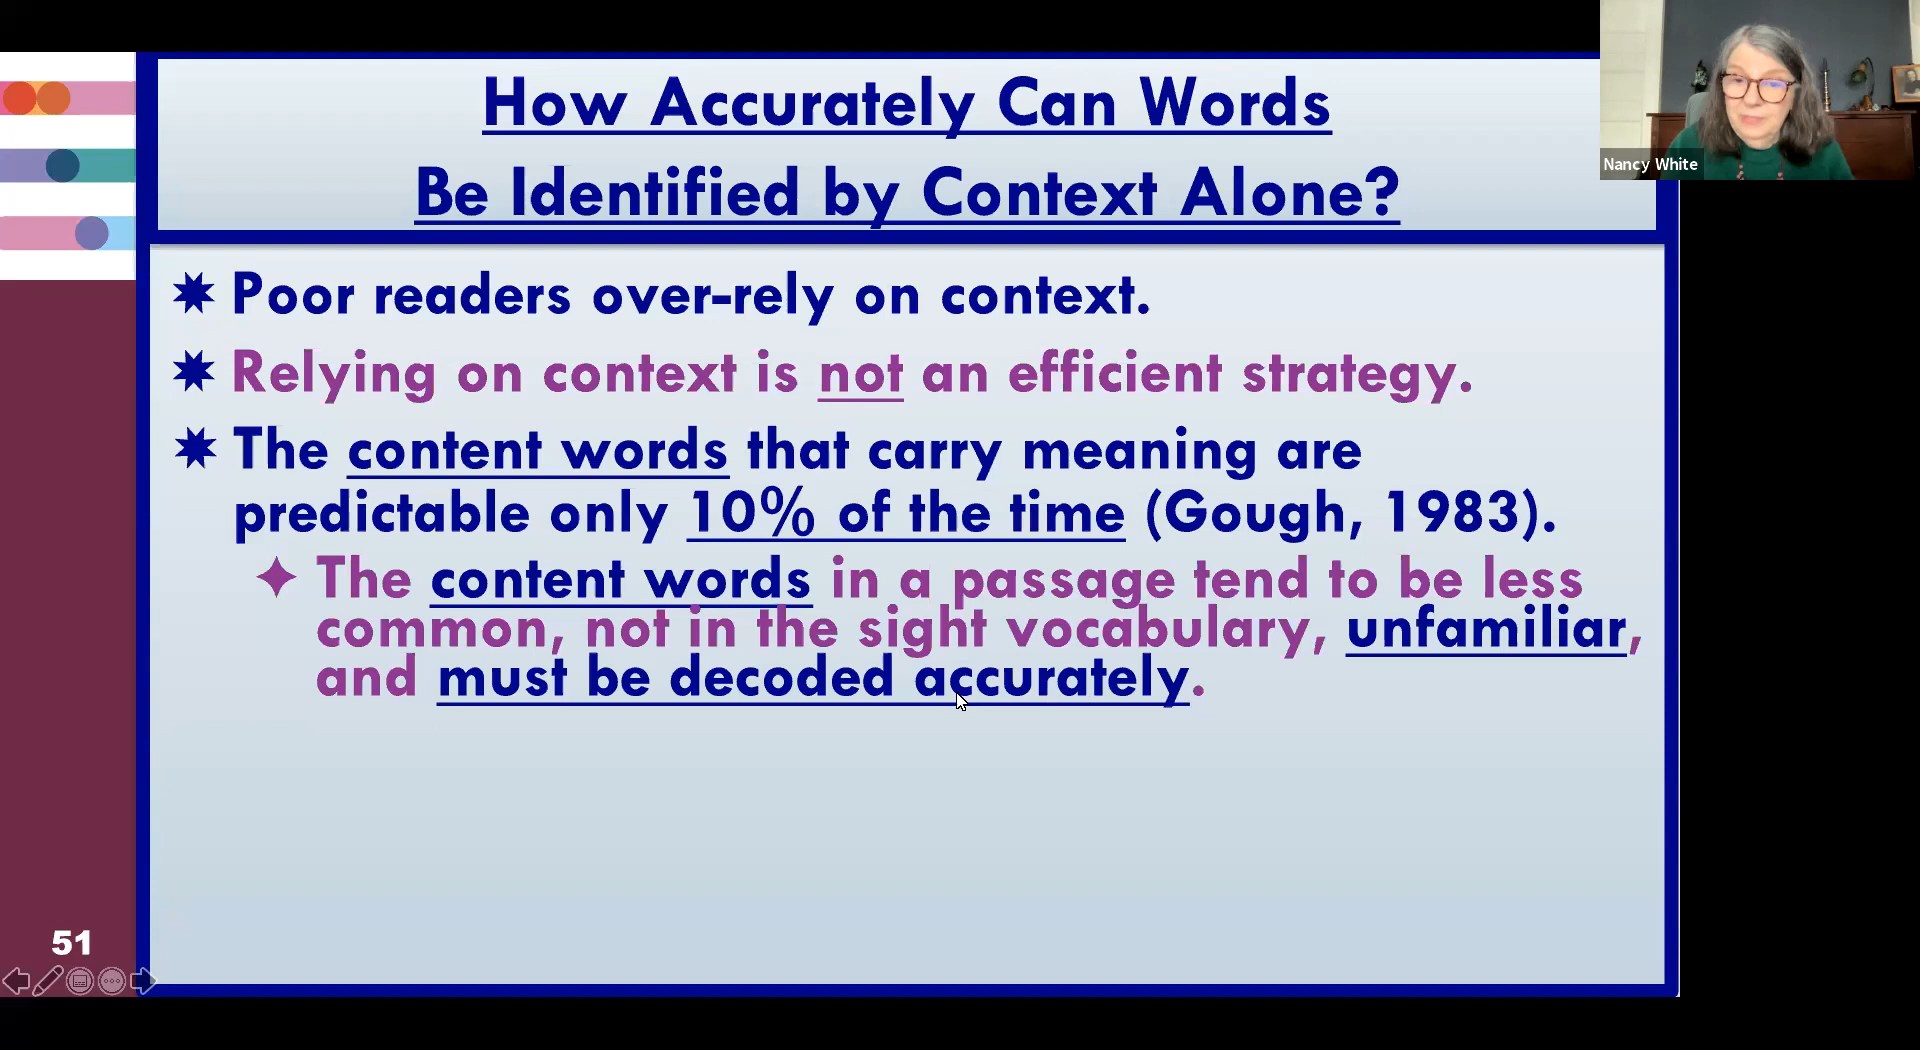 How Accurately Can Words
Be Identified by Context Alone?
Nancy White
Poor readers over-rely on context.
Relying on context is not an efficient strategy.
The content words that carry meaning are
predictable only 10% of the time (Gough, 1983).
The content words in a passage tend to be less
common, not in the sight vocabulary, unfamiliar,
and must be decoded accurately.
51